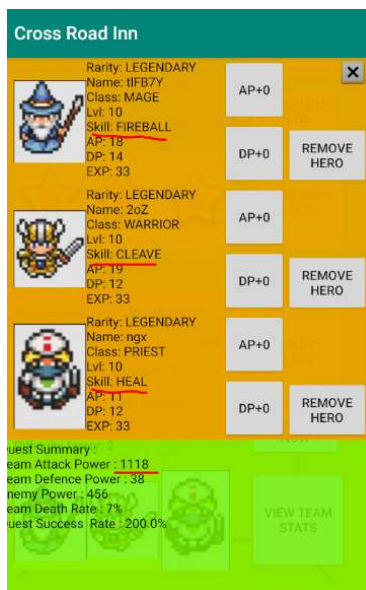 Cross Road Inn
Rarity: LEGENDARY
Name: tlFB7Y
Class: MAGE
Lvl: 10
Skill: FIREBALL
AP: 18
DP: 14
EXP: 33
AP+0
DP+0
REMOVE HERO
Rarity: LEGENDARY
Name: 2oZ
Class: WARRIOR
Lvl: 10
Skill: CLEAVE
AP: 19
DP: 12
EXP: 33
AP+0
DP+0
REMOVE HERO
Rarity: LEGENDARY
Name: ngx
Class: PRIEST
Lvl: 10
Skill: HEAL
AP: 11
DP: 12
EXP: 33
AP+0
DP+0
REMOVE HERO
uest Summary :
eam Attack Power : 1118
eam Defence Power : 38
nemy Power : 456
eam Death Rate : 7%
uest Success Rate : 200.0%
VIEW TEAM
STATS